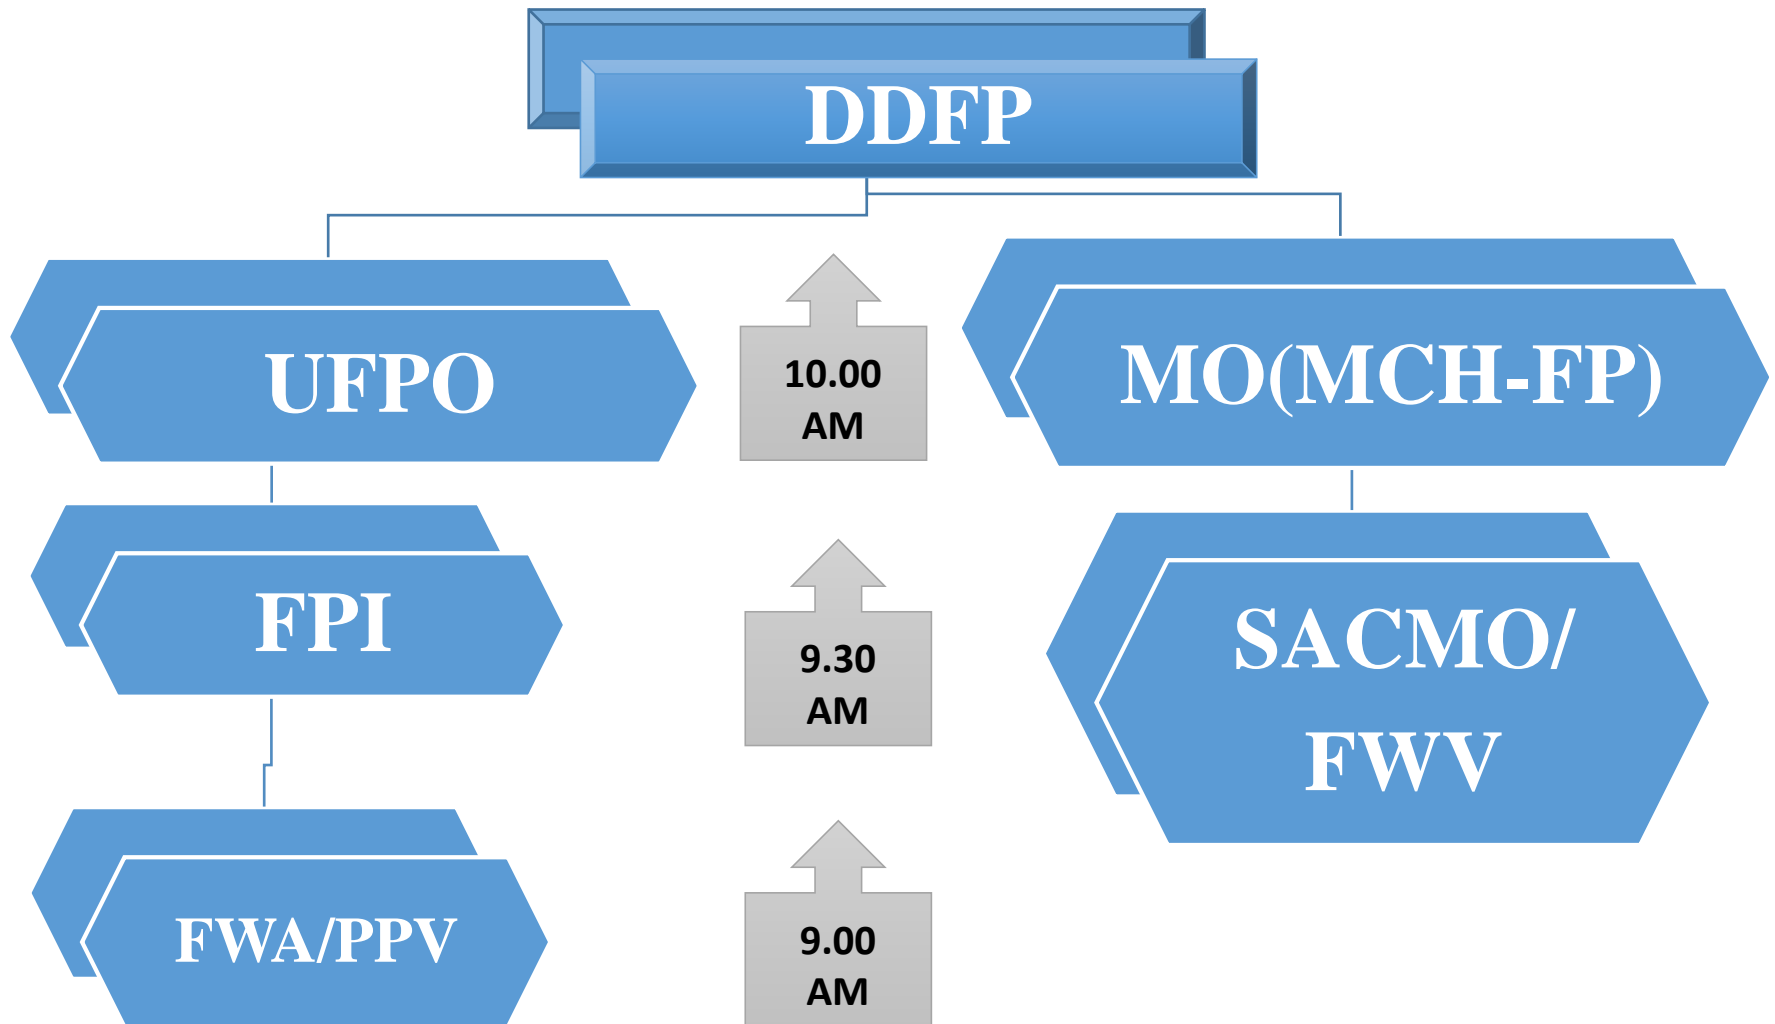 DDFP
UFPO
10.00
AM
MO(MCH-FP)
FPI
9.30
AM
SACMO/
FWV
FWA/PPV
9.00
AM